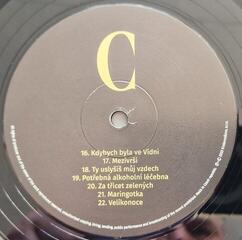 C
16. Kdybych byla ve Vídni
17. Mezivrší
18. Ty uslyšíš můj vzdech
19. Potřebná alkoholní léčebna
20. Za třicet zelených
21. Maringotka
22. Velikonoce